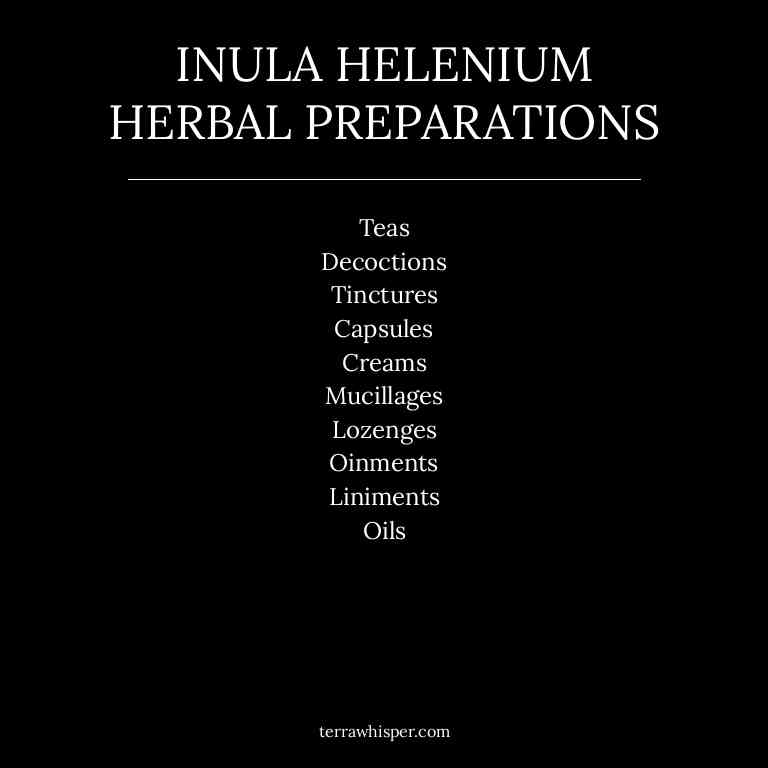 INULA HELENIUM
HERBAL PREPARATIONS
Teas
Decoctions
Tinctures
Capsules
Creams
Mucillages
Lozenges
Oinments
Liniments
Oils
terrawhisper.com